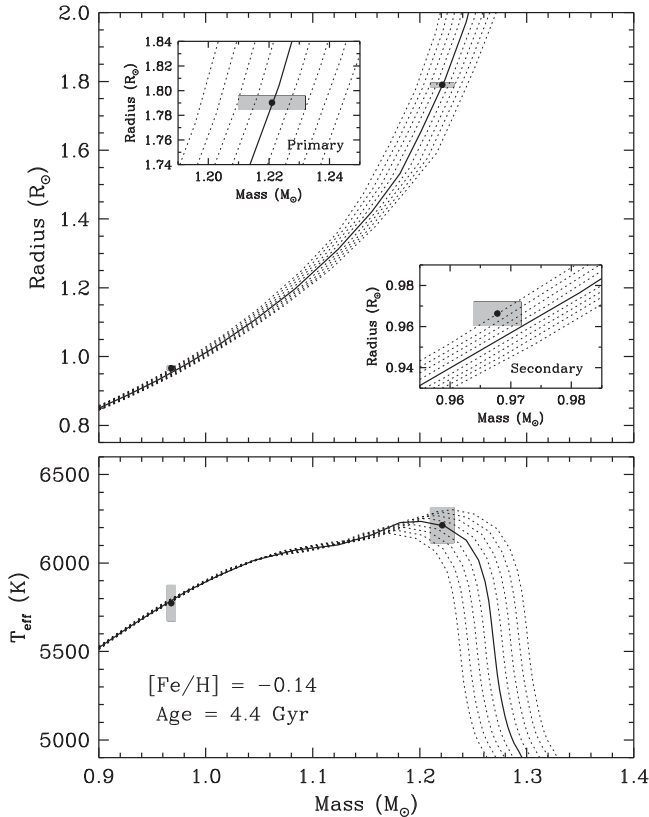 2.0
1.8
1.6
1.4
1.2
1.0
0.8
Radius (R⊙)
1.84
1.82
1.80
1.78
1.76
1.74
Radius (R⊙)
Primary
1.20 1.22 1.24
Mass (M⊙)
0.98
0.96
0.94
Radius (R⊙)
Secondary
0.96 0.97 0.98
Mass (M⊙)
6500
6000
5500
5000
Teff (K)
[Fe/H] = −0.14
Age = 4.4 Gyr
0.9 1.0 1.1 1.2 1.3 1.4
Mass (M⊙)